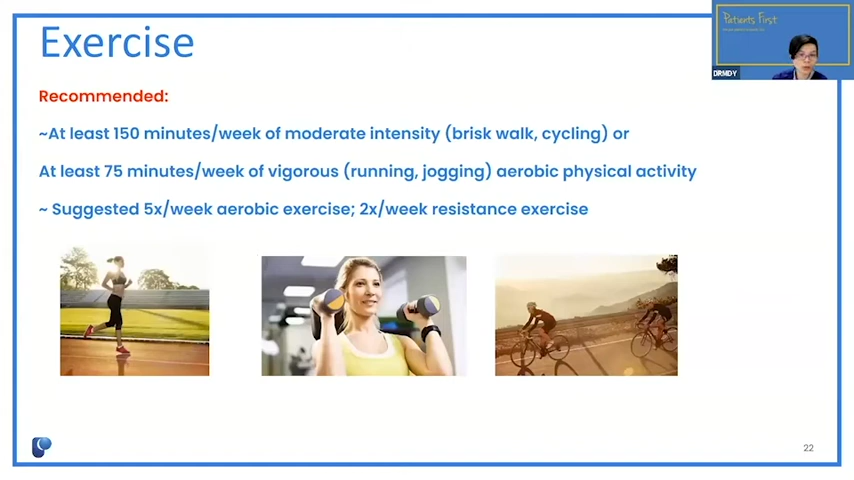 Exercise
Patients First
DRMDY
Recommended:
~At least 150 minutes/week of moderate intensity (brisk walk, cycling) or
At least 75 minutes/week of vigorous (running, jogging) aerobic physical activity
~ Suggested 5x/week aerobic exercise; 2x/week resistance exercise
22